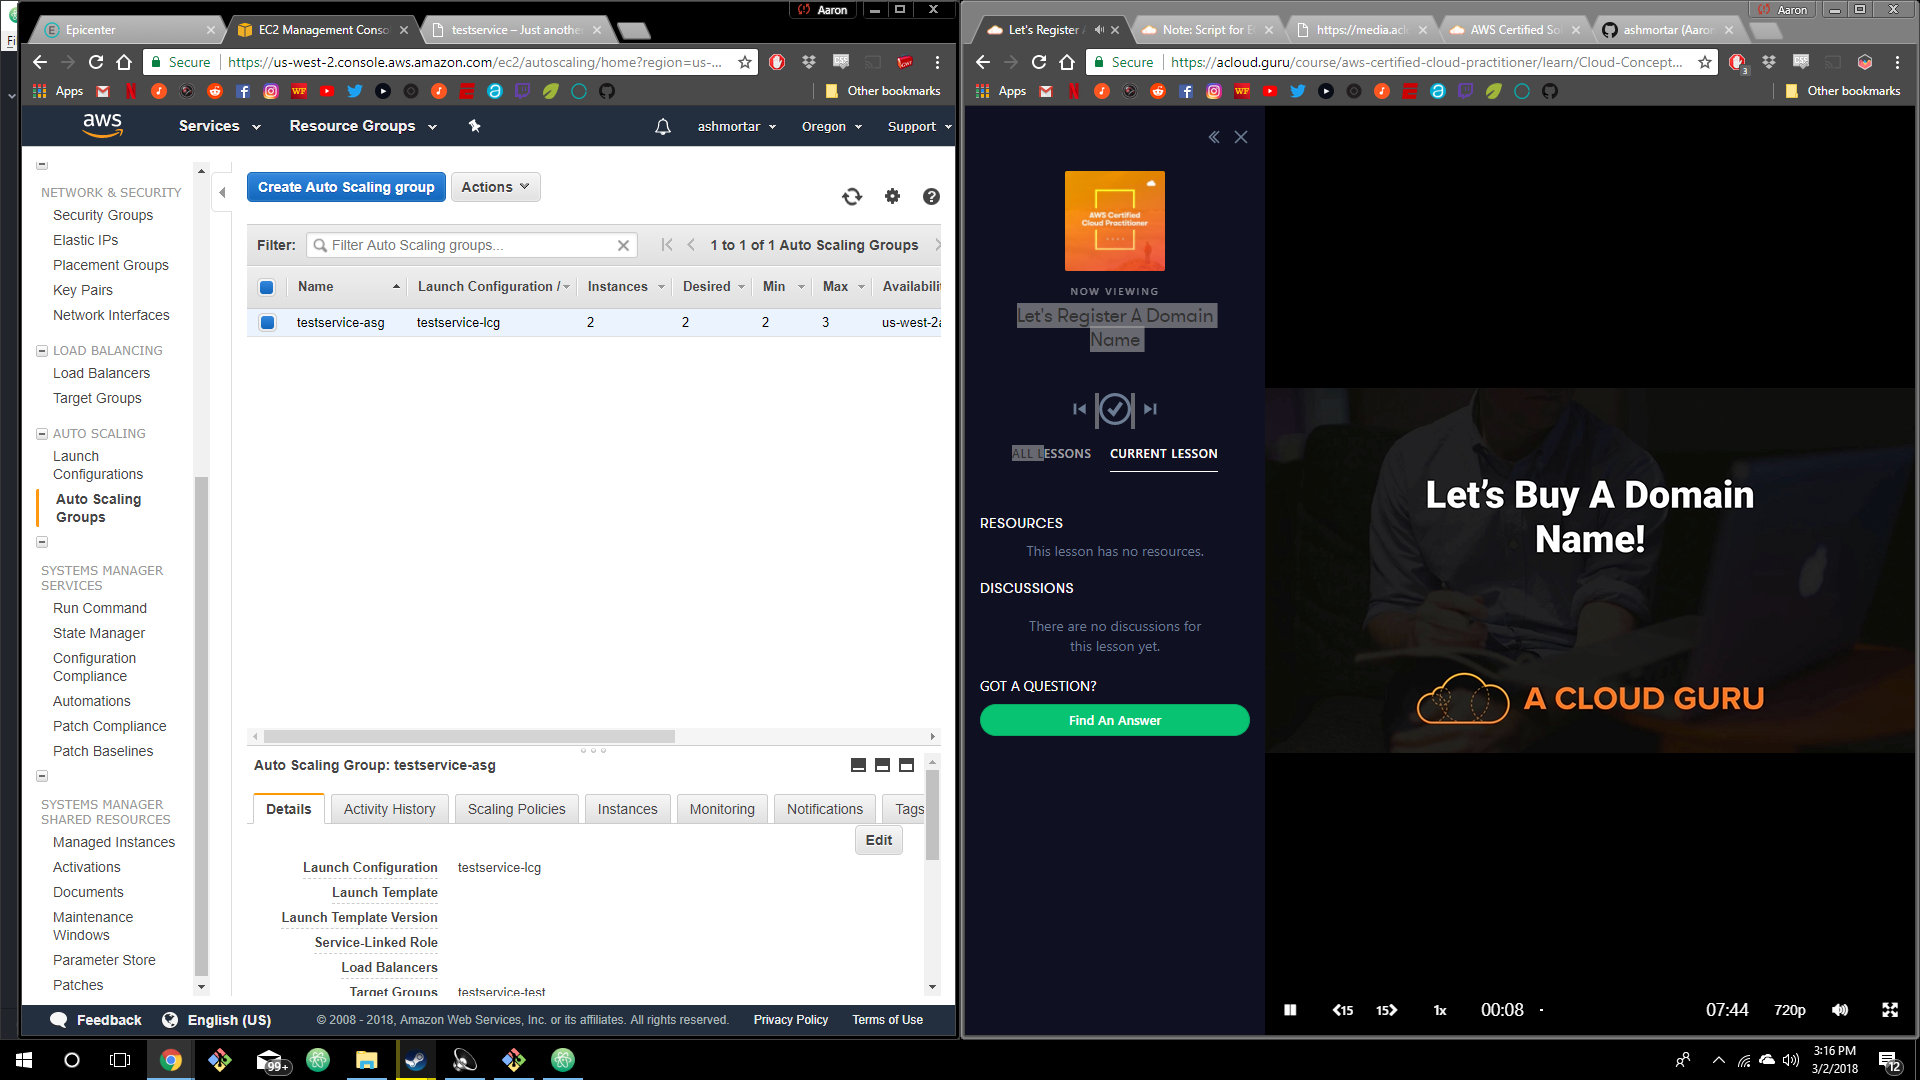 Aaron
Epicenter
EC2 Management Conso
testservice – Just anothe
Secure
https://us-west-2.console.aws.amazon.com/ec2/autoscaling/home?region=us-...
Apps
Other bookmarks
aws
Services
Resource Groups
ashmortar
Oregon
Support
NETWORK & SECURITY
Security Groups
Elastic IPs
Placement Groups
Key Pairs
Network Interfaces
LOAD BALANCING
Load Balancers
Target Groups
AUTO SCALING
Launch
Configurations
Auto Scaling
Groups
SYSTEMS MANAGER
SERVICES
Run Command
State Manager
Configuration
Compliance
Automations
Patch Compliance
Patch Baselines
SYSTEMS MANAGER
SHARED RESOURCES
Managed Instances
Activations
Documents
Maintenance
Windows
Parameter Store
Patches
Create Auto Scaling group
Actions
Filter:
Filter Auto Scaling groups...
1 to 1 of 1 Auto Scaling Groups
Name
Launch Configuration /
Instances
Desired
Min
Max
Availabilit
testservice-asg
testservice-lcg
2
2
2
3
us-west-2a
Auto Scaling Group: testservice-asg
Details
Activity History
Scaling Policies
Instances
Monitoring
Notifications
Tags
Edit
Launch Configuration
testservice-lcg
Launch Template
Launch Template Version
Service-Linked Role
Load Balancers
Target Groups
testservice-test
Feedback
English (US)
© 2008 - 2018, Amazon Web Services, Inc. or its affiliates. All rights reserved.
Privacy Policy
Terms of Use
Aaron
Let's Register
Note: Script for E
https://media.acl
AWS Certified Sol
ashmortar (Aaron
Secure
https://acloud.guru/course/aws-certified-cloud-practitioner/learn/Cloud-Concept...
3
Apps
Other bookmarks
AWS Certified
Cloud Practitioner
NOW VIEWING
Let's Register A Domain
Name
ALL LESSONS
CURRENT LESSON
RESOURCES
This lesson has no resources.
DISCUSSIONS
There are no discussions for
this lesson yet.
GOT A QUESTION?
Find An Answer
Let's Buy A Domain
Name!
A CLOUD GURU
15
15
1x
00:08
07:44
720p
99+
3:16 PM
3/2/2018
12